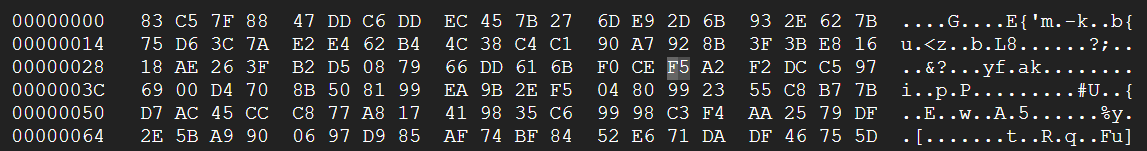 00000000 83 C5 7F 88 47 DD C6 DD EC 45 7B 27 6D E9 2D 6B 93 2E 62 7B ....G....E{'m.-k..b{
00000014 75 D6 3C 7A E2 E4 62 B4 4C 38 C4 C1 90 A7 92 8B 3F 3B E8 16 u.<z..b.L8......?;..
00000028 18 AE 26 3F B2 D5 08 79 66 DD 61 6B F0 CE F5 A2 F2 DC C5 97 ..&?...yf.ak........
0000003C 69 00 D4 70 8B 50 81 99 EA 9B 2E F5 04 80 99 23 55 C8 B7 7B i..p.P.........#U..{
00000050 D7 AC 45 CC C8 77 A8 17 41 98 35 C6 99 98 C3 F4 AA 25 79 DF ..E..w..A.5......%y.
00000064 2E 5B A9 90 06 97 D9 85 AF 74 BF 84 52 E6 71 DA DF 46 75 5D .[.......t..R.q..Fu]